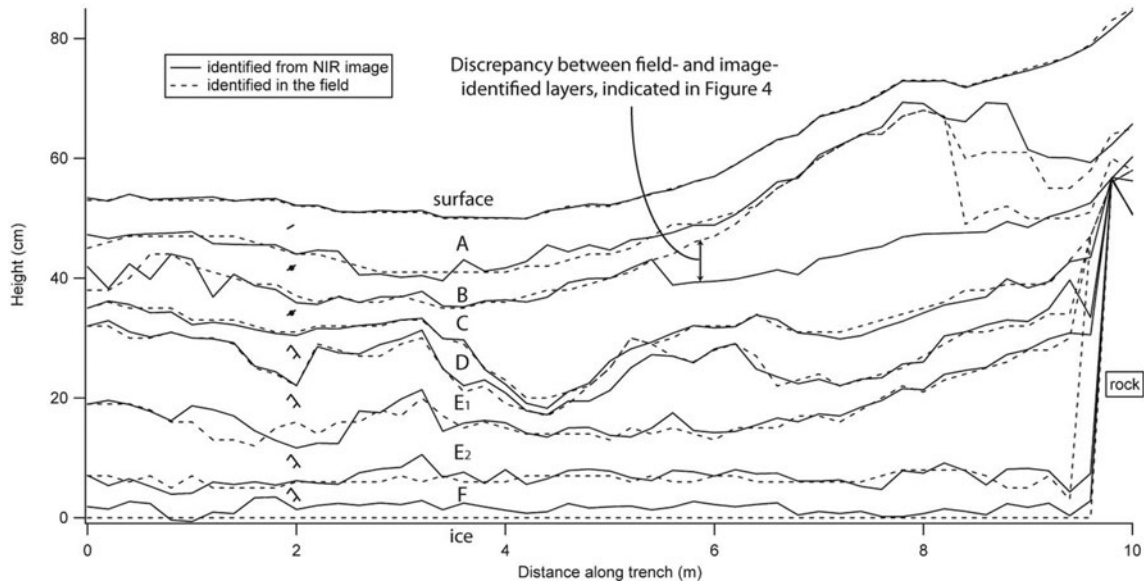 80
60
40
20
0
Height (cm)
identified from NIR image
identified in the field
Discrepancy between field- and image-
identified layers, indicated in Figure 4
surface
A
B
C
D
E1
E2
F
ice
rock
0
2
4
6
8
10
Distance along trench (m)